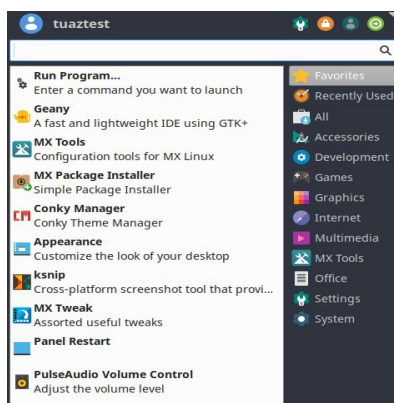 tuaztest
Run Program...
Enter a command you want to launch
Geany
A fast and lightweight IDE using GTK+
MX Tools
Configuration tools for MX Linux
MX Package Installer
Simple Package Installer
Conky Manager
Conky Theme Manager
Appearance
Customize the look of your desktop
ksnip
Cross-platform screenshot tool that provi...
MX Tweak
Assorted useful tweaks
Panel Restart
PulseAudio Volume Control
Adjust the volume level
Favorites
Recently Used
All
Accessories
Development
Games
Graphics
Internet
Multimedia
MX Tools
Office
Settings
System